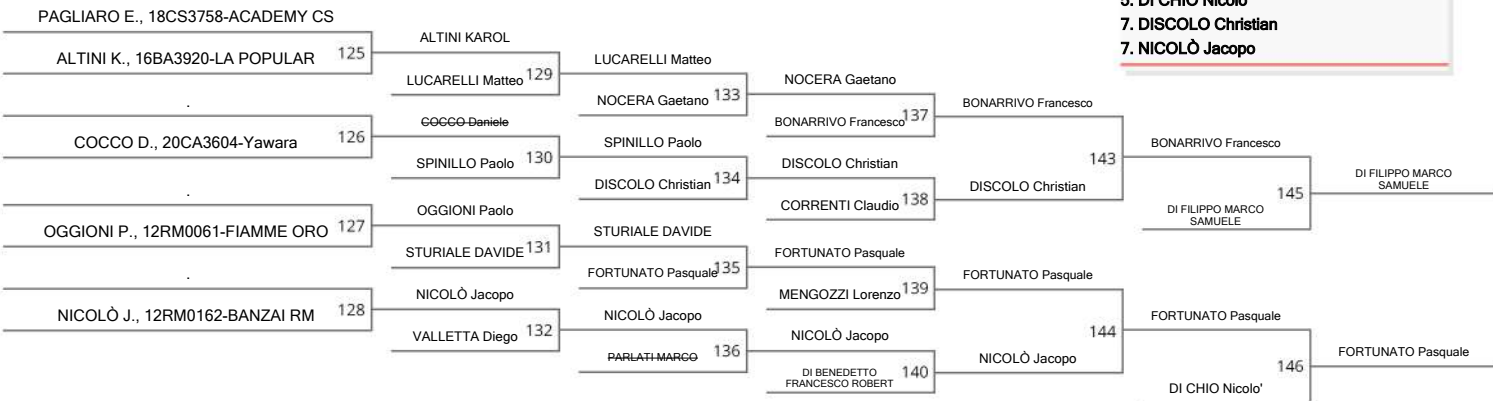 5. DI CHIO Nicolò
7. DISCOLO Christian
7. NICOLÒ Jacopo
PAGLIARO E., 18CS3758-ACADEMY CS
ALTINI K., 16BA3920-LA POPULAR
125
.
COCCO D., 20CA3604-Yawara
126
.
OGGIONI P., 12RM0061-FIAMME ORO
127
.
NICOLÒ J., 12RM0162-BANZAI RM
128
ALTINI KAROL
LUCARELLI Matteo
129
COCCO Daniele
SPINILLO Paolo
130
OGGIONI Paolo
STURIALE DAVIDE
131
NICOLÒ Jacopo
VALLETTA Diego
132
LUCARELLI Matteo
NOCERA Gaetano
133
SPINILLO Paolo
DISCOLO Christian
134
STURIALE DAVIDE
FORTUNATO Pasquale
135
NICOLÒ Jacopo
PARLATI MARCO
136
NOCERA Gaetano
BONARRIVO Francesco
137
DISCOLO Christian
CORRENTI Claudio
138
FORTUNATO Pasquale
MENGOZZI Lorenzo
139
NICOLÒ Jacopo
DI BENEDETTO
FRANCESCO ROBERT
140
BONARRIVO Francesco
DISCOLO Christian
143
FORTUNATO Pasquale
NICOLÒ Jacopo
144
BONARRIVO Francesco
DI FILIPPO MARCO
SAMUELE
145
FORTUNATO Pasquale
DI CHIO Nicolo'
146
DI FILIPPO MARCO
SAMUELE
FORTUNATO Pasquale